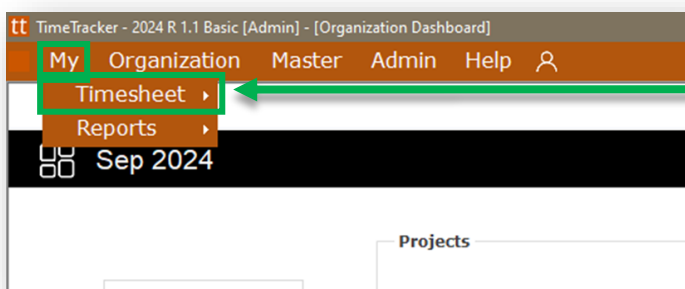 tt TimeTracker - 2024 R 1.1 Basic [Admin] - [Organization Dashboard]
My Organization Master Admin Help
Timesheet
Reports
Sep 2024
Projects